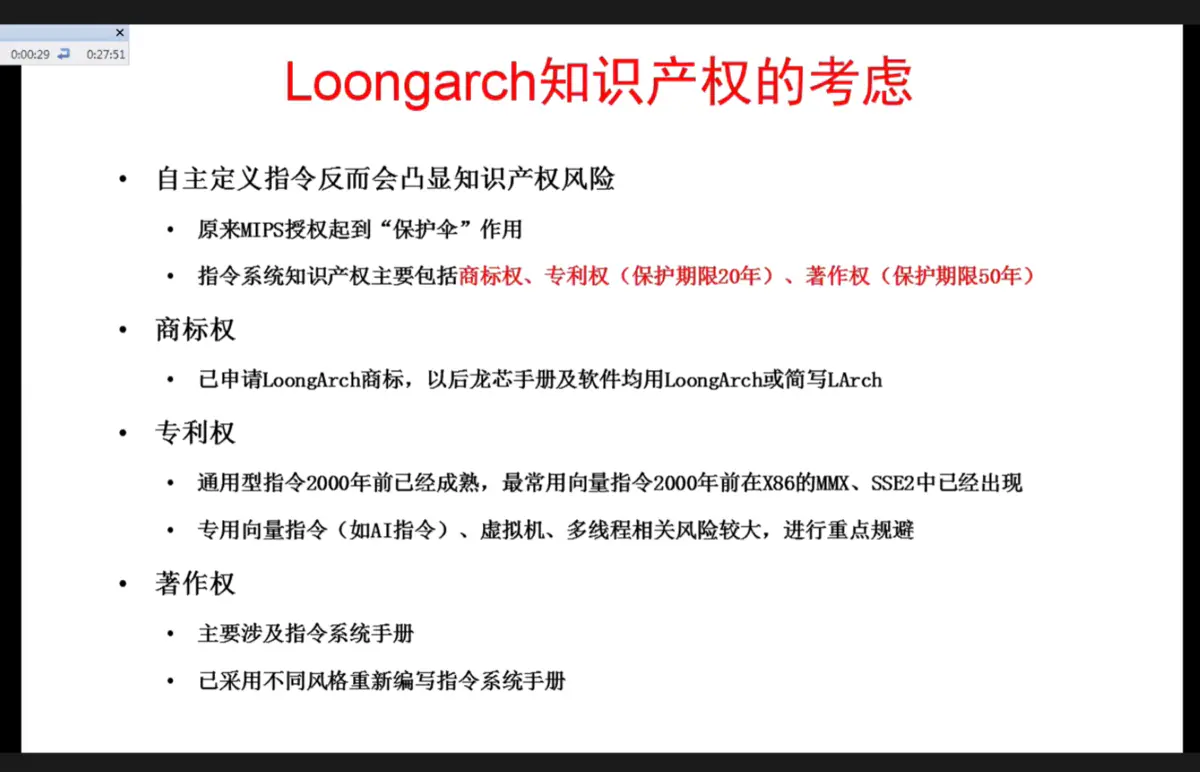 0:00:29 0:27:51
Loongarch知识产权的考虑
• 自主定义指令反而会凸显知识产权风险
• 原来MIPS授权起到“保护伞”作用
• 指令系统知识产权主要包括商标权、专利权（保护期限20年）、著作权（保护期限50年）
• 商标权
• 已申请LoongArch商标，以后龙芯手册及软件均用LoongArch或简写LArch
• 专利权
• 通用型指令2000年前已经成熟，最常用向量指令2000年前在X86的MMX、SSE2中已经出现
• 专用向量指令（如AI指令）、虚拟机、多线程相关风险较大，进行重点规避
• 著作权
• 主要涉及指令系统手册
• 已采用不同风格重新编写指令系统手册